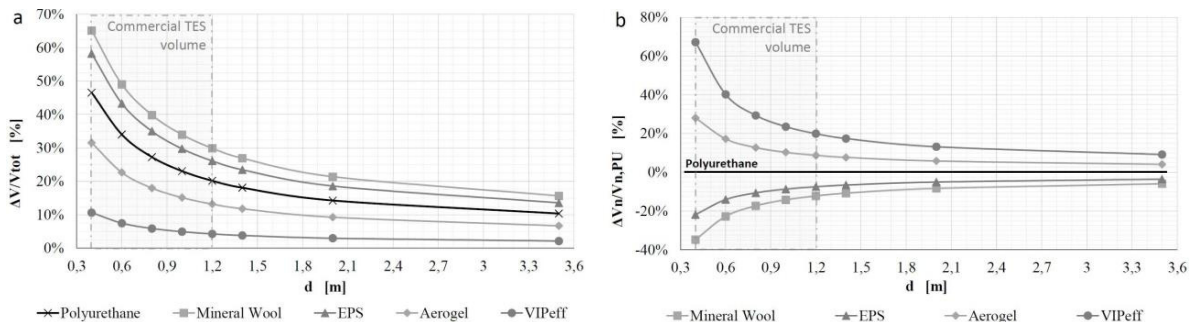 a
Commercial TES
volume
ΔV/Vtot [%]
70%
60%
50%
40%
30%
20%
10%
0%
0,3 0,6 0,9 1,2 1,5 1,8 2,1 2,4 2,7 3 3,3 3,6
d [m]
Polyurethane Mineral Wool EPS Aerogel VIPeff
b
Commercial TES
volume
ΔVn/Vn,PU [%]
80%
60%
40%
20%
0%
-20%
-40%
Polyurethane
0,3 0,6 0,9 1,2 1,5 1,8 2,1 2,4 2,7 3 3,3 3,6
d [m]
Mineral Wool EPS Aerogel VIPeff